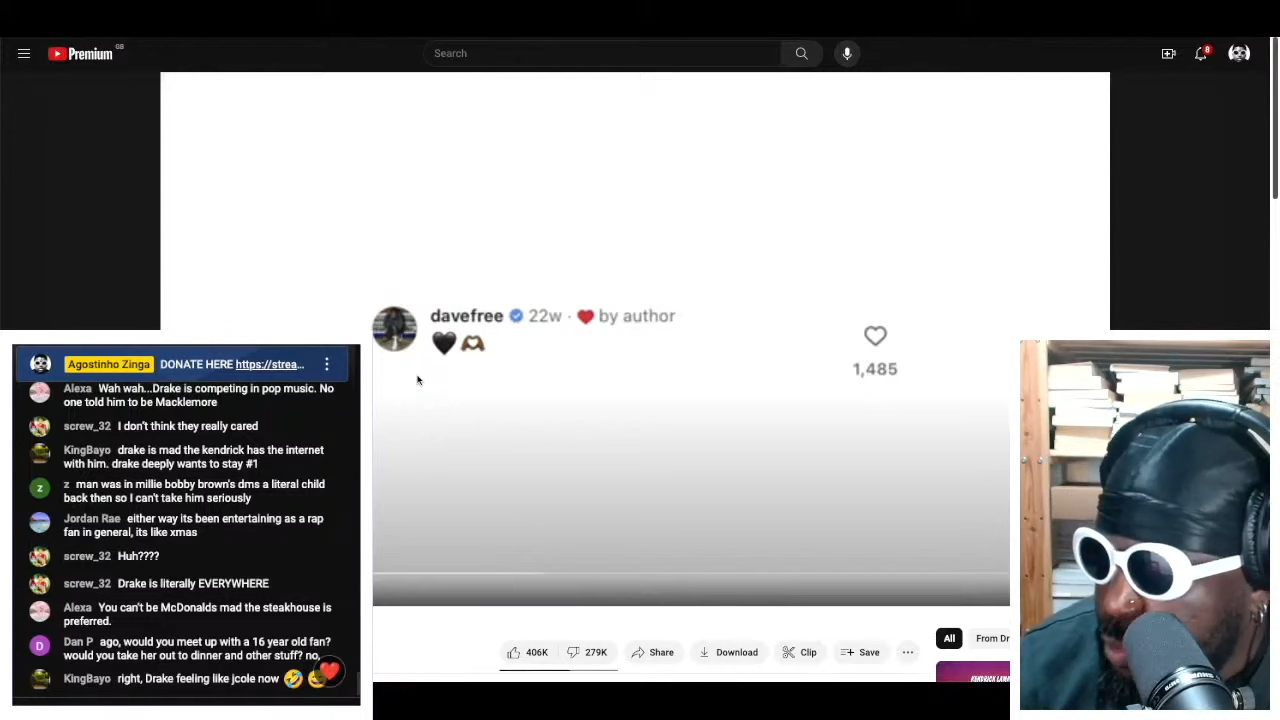 Premium GB
Search
8
davefree 22w · ❤️ by author
🖤 🫶🏾
1,485
Agostinho Zinga DONATE HERE https://strea...
Alexa Wah wah...Drake is competing in pop music. No
one told him to be Macklemore
screw_32 I don't think they really cared
KingBayo drake is mad the kendrick has the internet
with him. drake deeply wants to stay #1
z man was in millie bobby brown's dms a literal child
back then so I can't take him seriously
Jordan Rae either way its been entertaining as a rap
fan in general, its like xmas
screw_32 Huh????
screw_32 Drake is literally EVERYWHERE
Alexa You can't be McDonalds mad the steakhouse is
preferred.
Dan P ago, would you meet up with a 16 year old fan?
would you take her out to dinner and other stuff? no,
KingBayo right, Drake feeling like jcole now 🤣
406K 279K Share Download Clip Save ...
All From Dr
KENDRICK